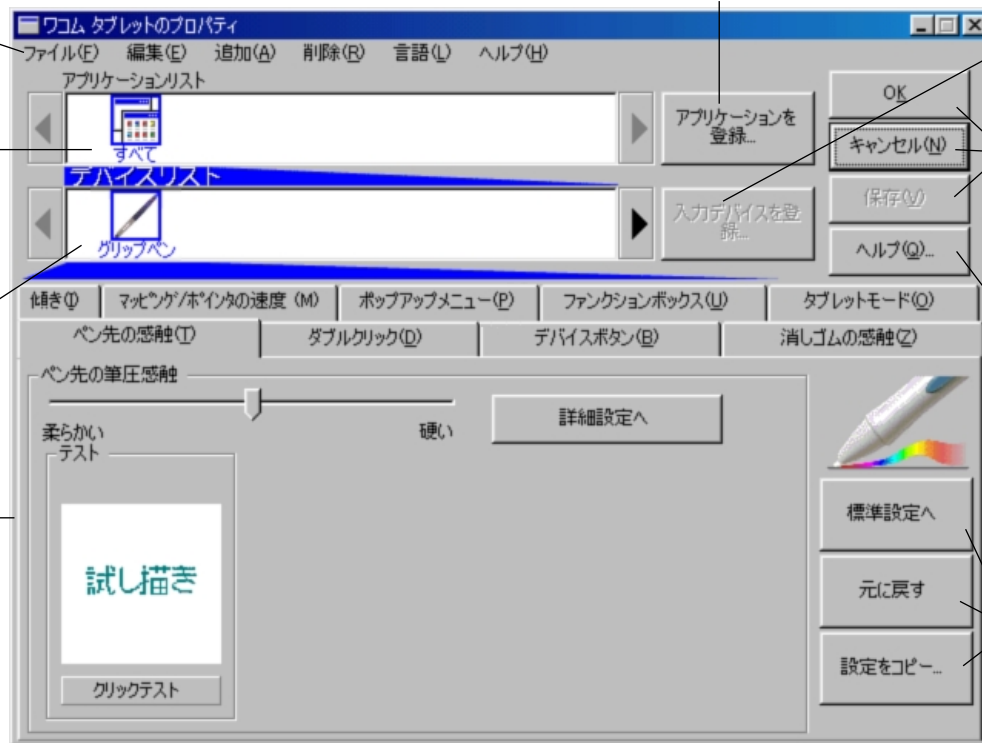 ワコム タブレットのプロパティ
ファイル(F) 編集(E) 追加(A) 削除(R) 言語(L) ヘルプ(H)
アプリケーションリスト
すべて
アプリケーションを
登録...
OK
キャンセル(N)
デバイスリスト
グリップペン
入力デバイスを登
録...
保存(V)
ヘルプ(Q)...
傾き(I) マッピング/ポインタの速度 (M) ポップアップメニュー(P) ファンクションボックス(U) タブレットモード(O)
ペン先の感触(T) ダブルクリック(D) デバイスボタン(B) 消しゴムの感触(Z)
ペン先の筆圧感触
柔らかい 硬い
詳細設定へ
テスト
試し描き
クリックテスト
標準設定へ
元に戻す
設定をコピー...